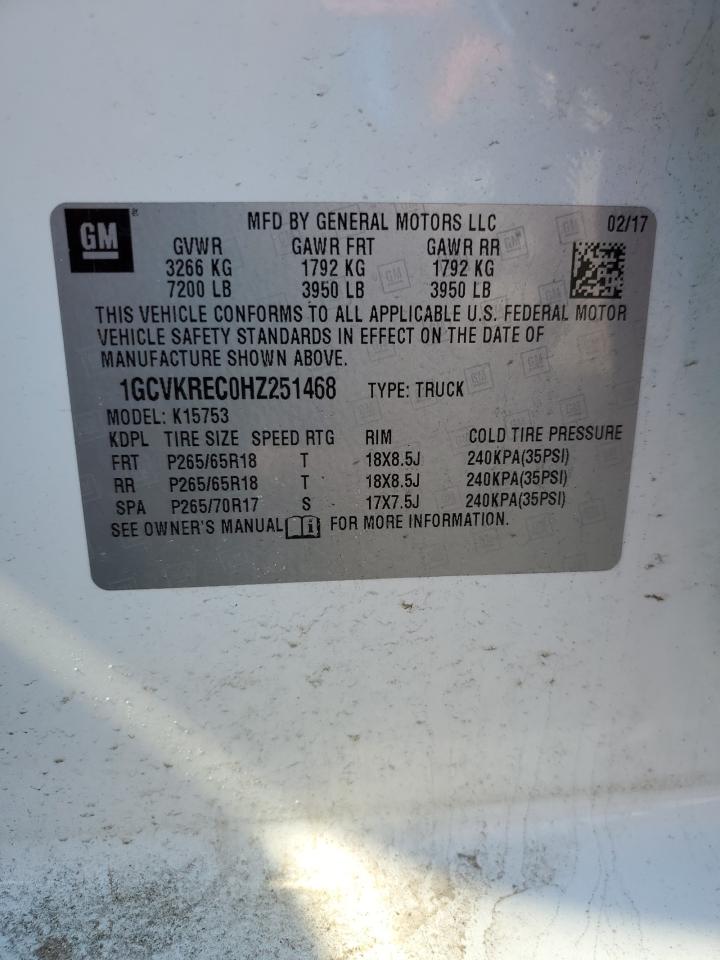 GM
MFD BY GENERAL MOTORS LLC 02/17
GVWR GAWR FRT GAWR RR
3266 KG 1792 KG 1792 KG
7200 LB 3950 LB 3950 LB
THIS VEHICLE CONFORMS TO ALL APPLICABLE U.S. FEDERAL MOTOR
VEHICLE SAFETY STANDARDS IN EFFECT ON THE DATE OF
MANUFACTURE SHOWN ABOVE.
1GCVKREC0HZ251468 TYPE: TRUCK
MODEL: K15753
KDPL TIRE SIZE SPEED RTG RIM COLD TIRE PRESSURE
FRT P265/65R18 T 18X8.5J 240KPA(35PSI)
RR P265/65R18 T 18X8.5J 240KPA(35PSI)
SPA P265/70R17 S 17X7.5J 240KPA(35PSI)
SEE OWNER'S MANUAL i FOR MORE INFORMATION.